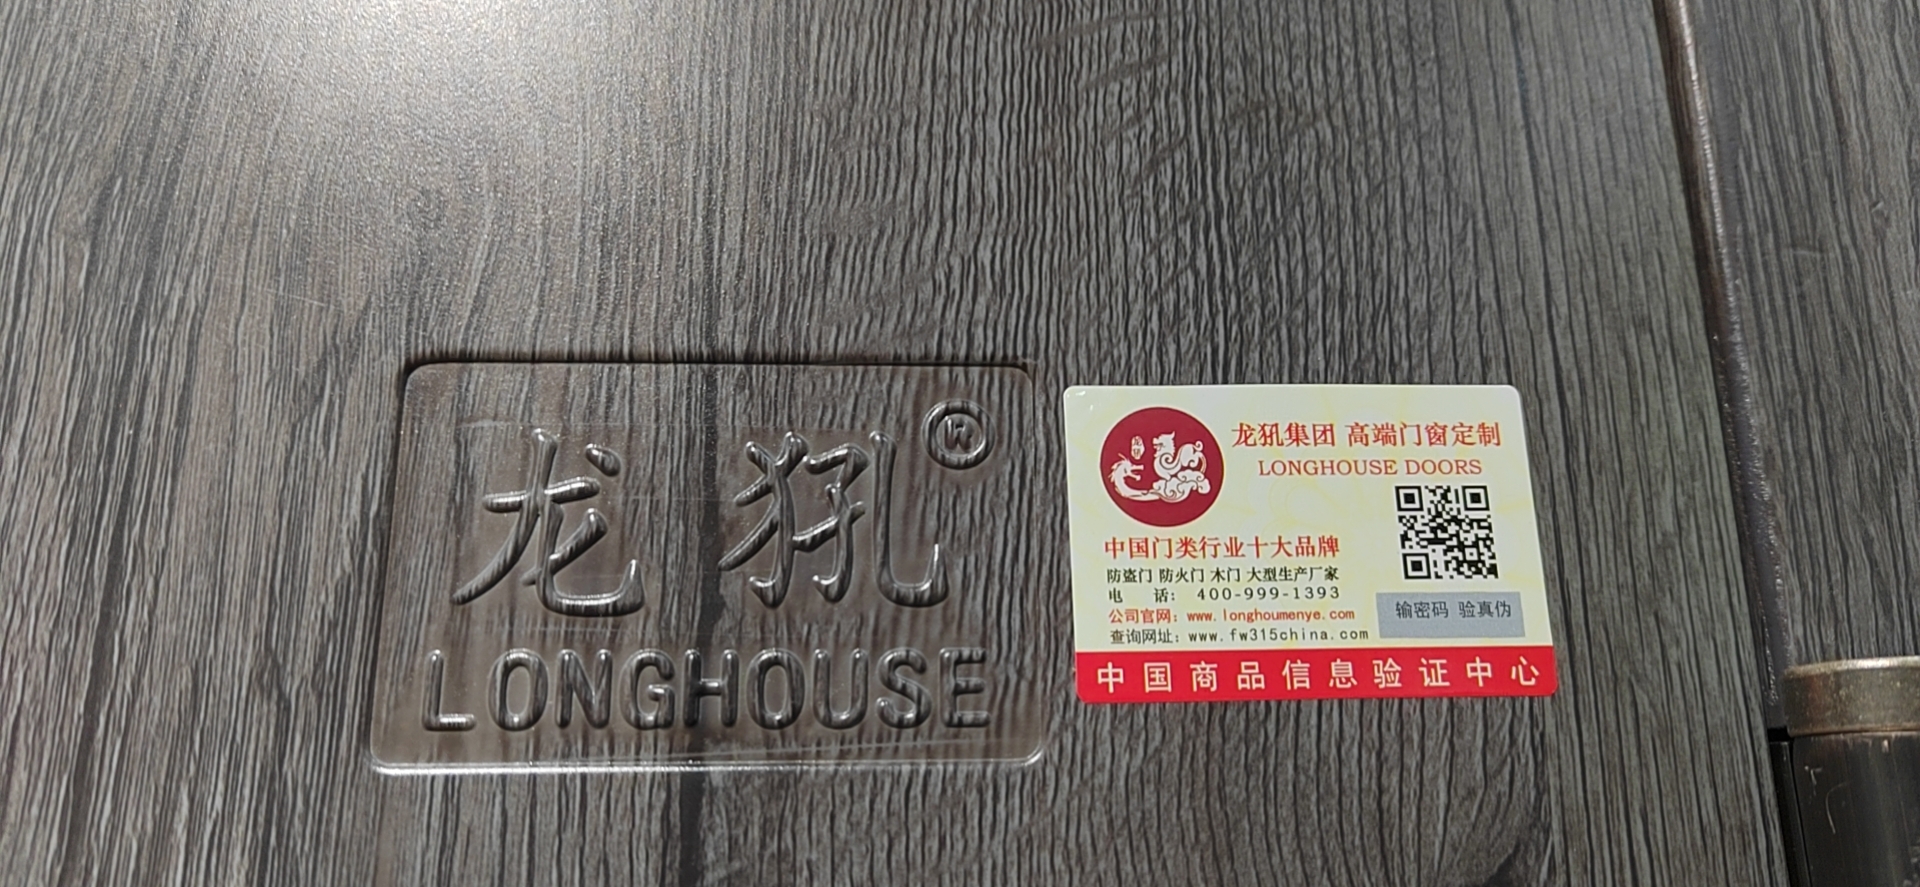 龙犼®
LONGHOUSE
龙犼集团 高端门窗定制
LONGHOUSE DOORS
中国门类行业十大品牌
防盗门 防火门 木门 大型生产厂家
电 话: 400-999-1393
公司官网: www.longhoumenye.com
查询网址: www.fw315china.com
输密码 验真伪
中国商品信息验证中心